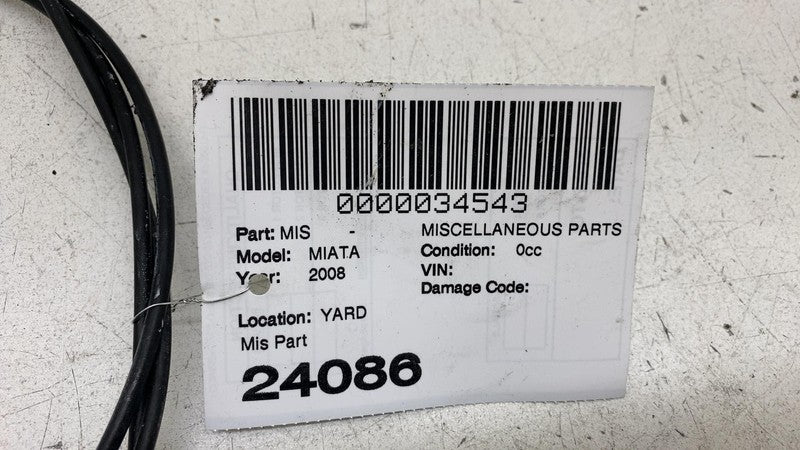 0000034543
Part: MIS - MISCELLANEOUS PARTS
Model: MIATA Condition: 0cc
Year: 2008 VIN:
Damage Code:
Location: YARD
Mis Part
24086